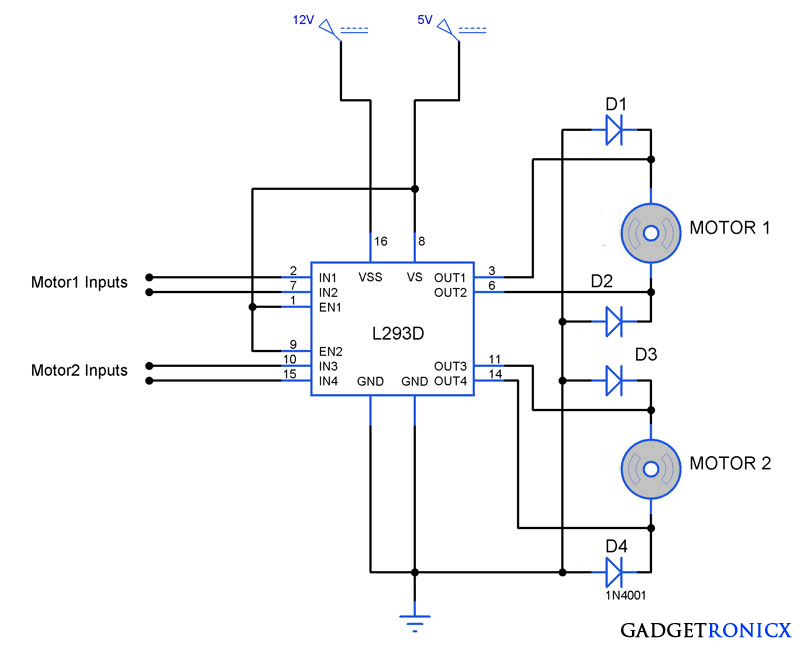 12V
5V
D1
16
8
MOTOR 1
2
IN1
VSS
VS
OUT1
3
Motor1 Inputs
7
IN2
OUT2
6
D2
1
EN1
L293D
9
EN2
D3
10
IN3
OUT3
11
Motor2 Inputs
15
IN4
GND
GND
OUT4
14
MOTOR 2
D4
1N4001
GADGETRONICX